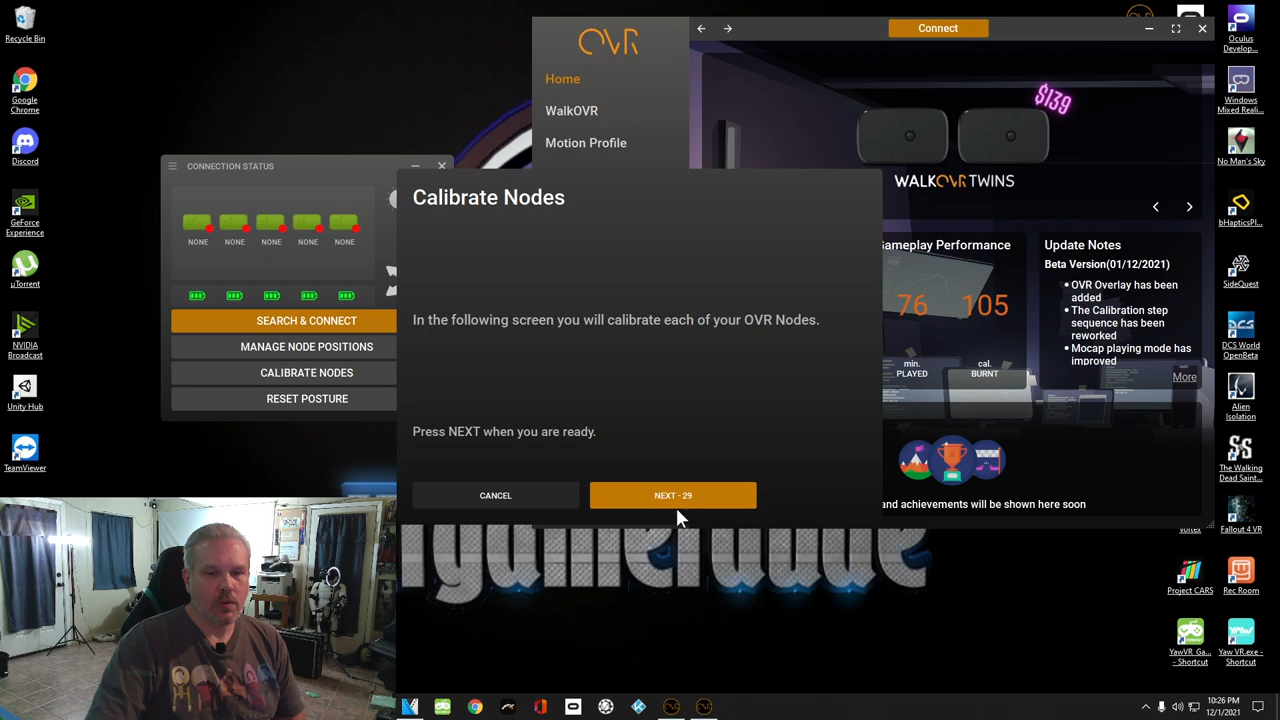 Recycle Bin
Google
Chrome
Discord
GeForce
Experience
µTorrent
NVIDIA
Broadcast
Unity Hub
TeamViewer
CONNECTION STATUS
NONE
NONE
NONE
NONE
NONE
SEARCH & CONNECT
MANAGE NODE POSITIONS
CALIBRATE NODES
RESET POSTURE
OVR
Home
WalkOVR
Motion Profile
Connect
$139
WALKOVR TWINS
Calibrate Nodes
In the following screen you will calibrate each of your OVR Nodes.
Press NEXT when you are ready.
CANCEL
NEXT - 29
Gameplay Performance
76
105
min.
PLAYED
cal.
BURNT
Update Notes
Beta Version(01/12/2021)
• OVR Overlay has been
added
• The Calibration step
sequence has been
reworked
• Mocap playing mode has
improved
More
and achievements will be shown here soon
Oculus
Develop...
Windows
Mixed Reali...
No Man's Sky
bHapticsPl...
SideQuest
DCS World
OpenBeta
Alien
Isolation
The Walking
Dead Saint...
Vortex
Fallout 4 VR
Project CARS
Rec Room
YawVR_Ga...
- Shortcut
Yaw VR.exe -
Shortcut
10:26 PM
12/1/2021